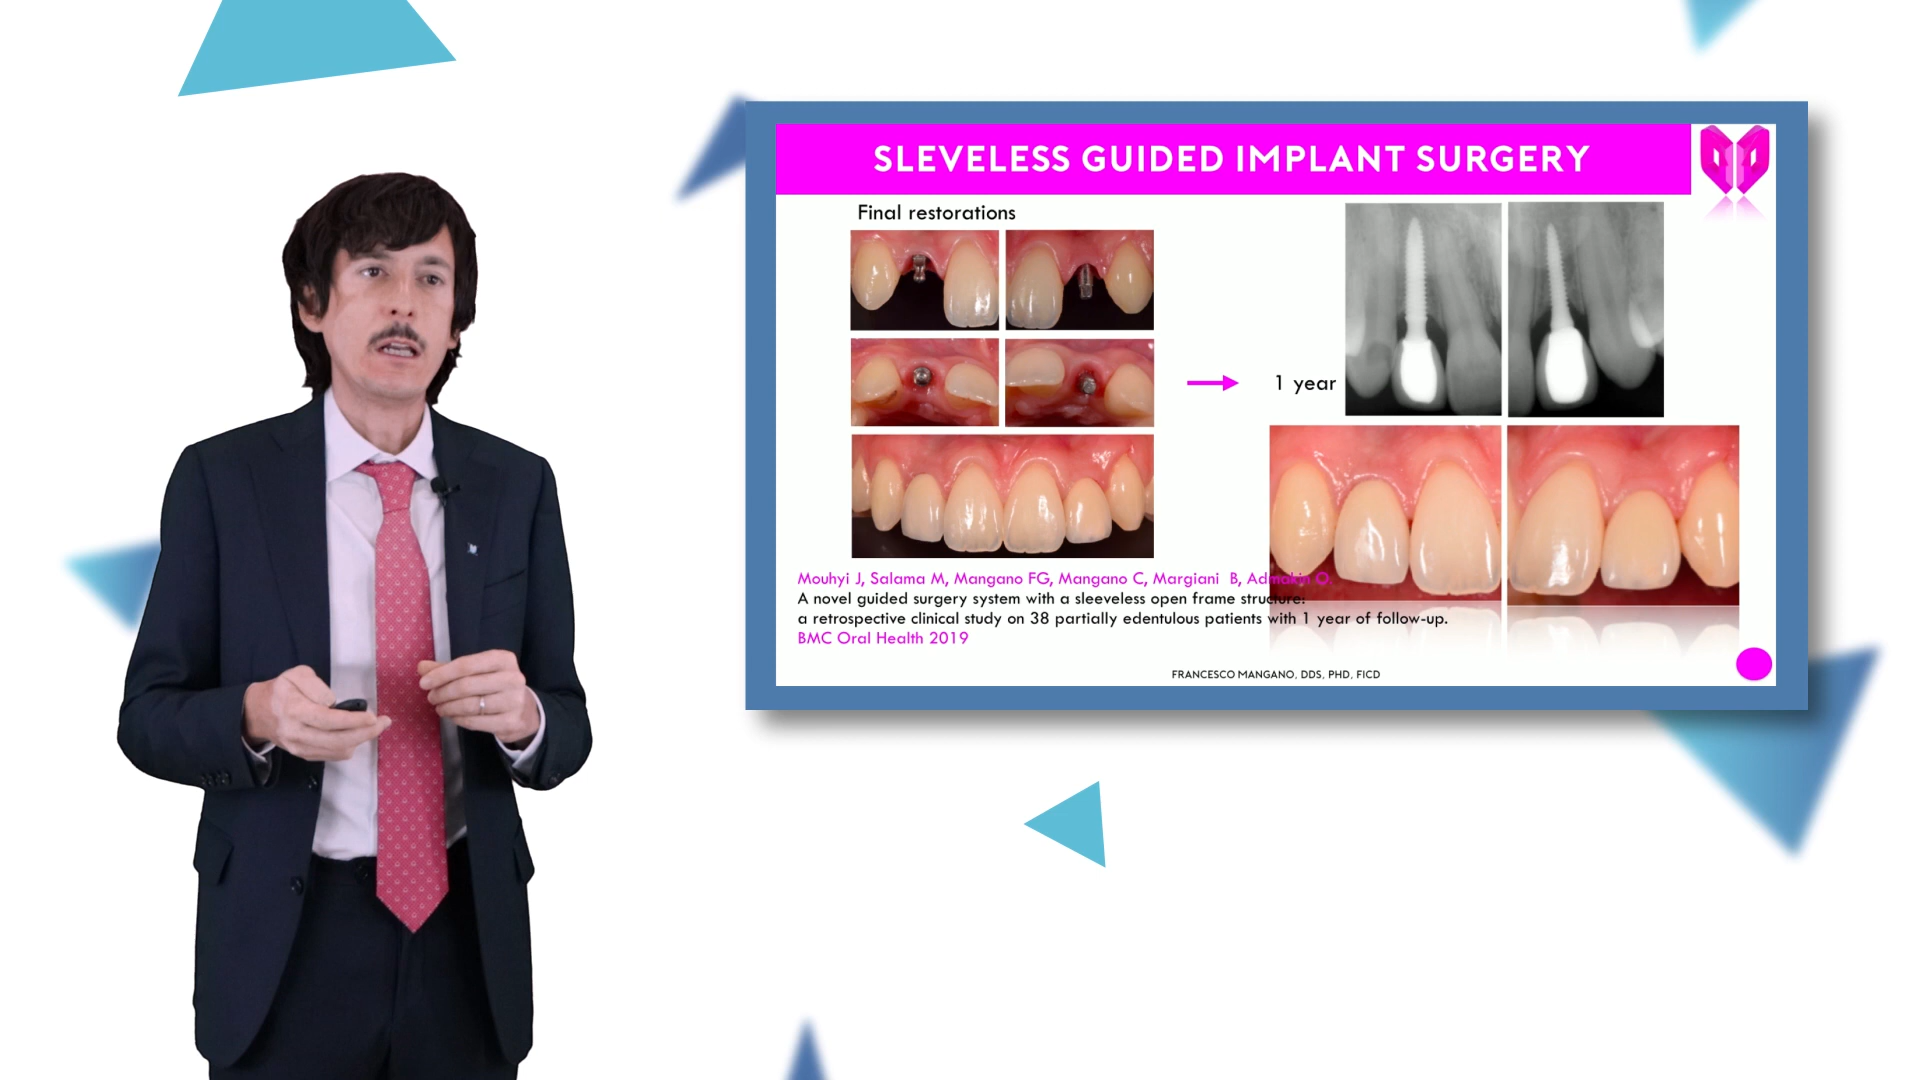 SLEVELESS GUIDED IMPLANT SURGERY
Final restorations
1 year
Mouhyi J, Salama M, Mangano FG, Mangano C, Margiani B, Admakin O.
A novel guided surgery system with a sleeveless open frame structure:
a retrospective clinical study on 38 partially edentulous patients with 1 year of follow-up.
BMC Oral Health 2019
FRANCESCO MANGANO, DDS, PHD, FICD